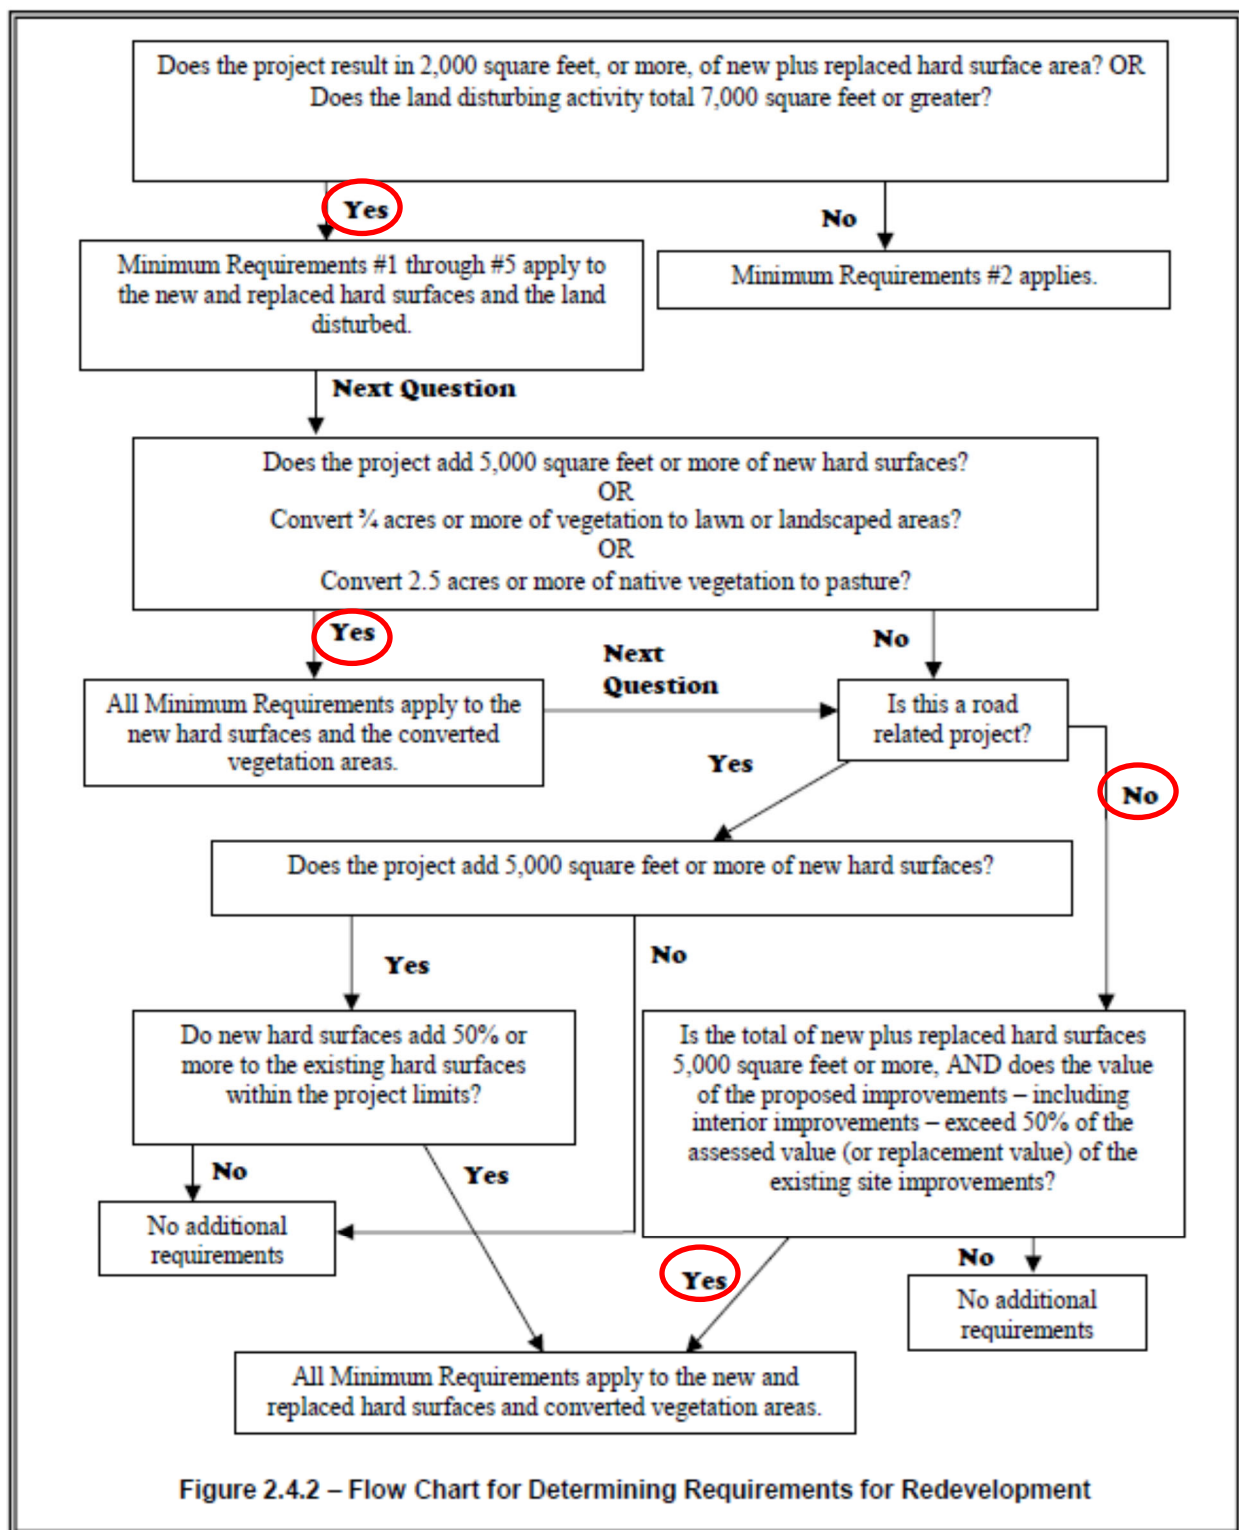 Does the project result in 2,000 square feet, or more, of new plus replaced hard surface area? OR
Does the land disturbing activity total 7,000 square feet or greater?
Yes
No
Minimum Requirements #1 through #5 apply to
the new and replaced hard surfaces and the land
disturbed.
Minimum Requirements #2 applies.
Next Question
Does the project add 5,000 square feet or more of new hard surfaces?
OR
Convert ¾ acres or more of vegetation to lawn or landscaped areas?
OR
Convert 2.5 acres or more of native vegetation to pasture?
Yes
No
Next
Question
All Minimum Requirements apply to the
new hard surfaces and the converted
vegetation areas.
Is this a road
related project?
Yes
No
Does the project add 5,000 square feet or more of new hard surfaces?
Yes
No
Do new hard surfaces add 50% or
more to the existing hard surfaces
within the project limits?
Is the total of new plus replaced hard surfaces
5,000 square feet or more, AND does the value
of the proposed improvements – including
interior improvements – exceed 50% of the
assessed value (or replacement value) of the
existing site improvements?
No
Yes
No additional
requirements
Yes
No
No additional
requirements
All Minimum Requirements apply to the new and
replaced hard surfaces and converted vegetation areas.
Figure 2.4.2 – Flow Chart for Determining Requirements for Redevelopment